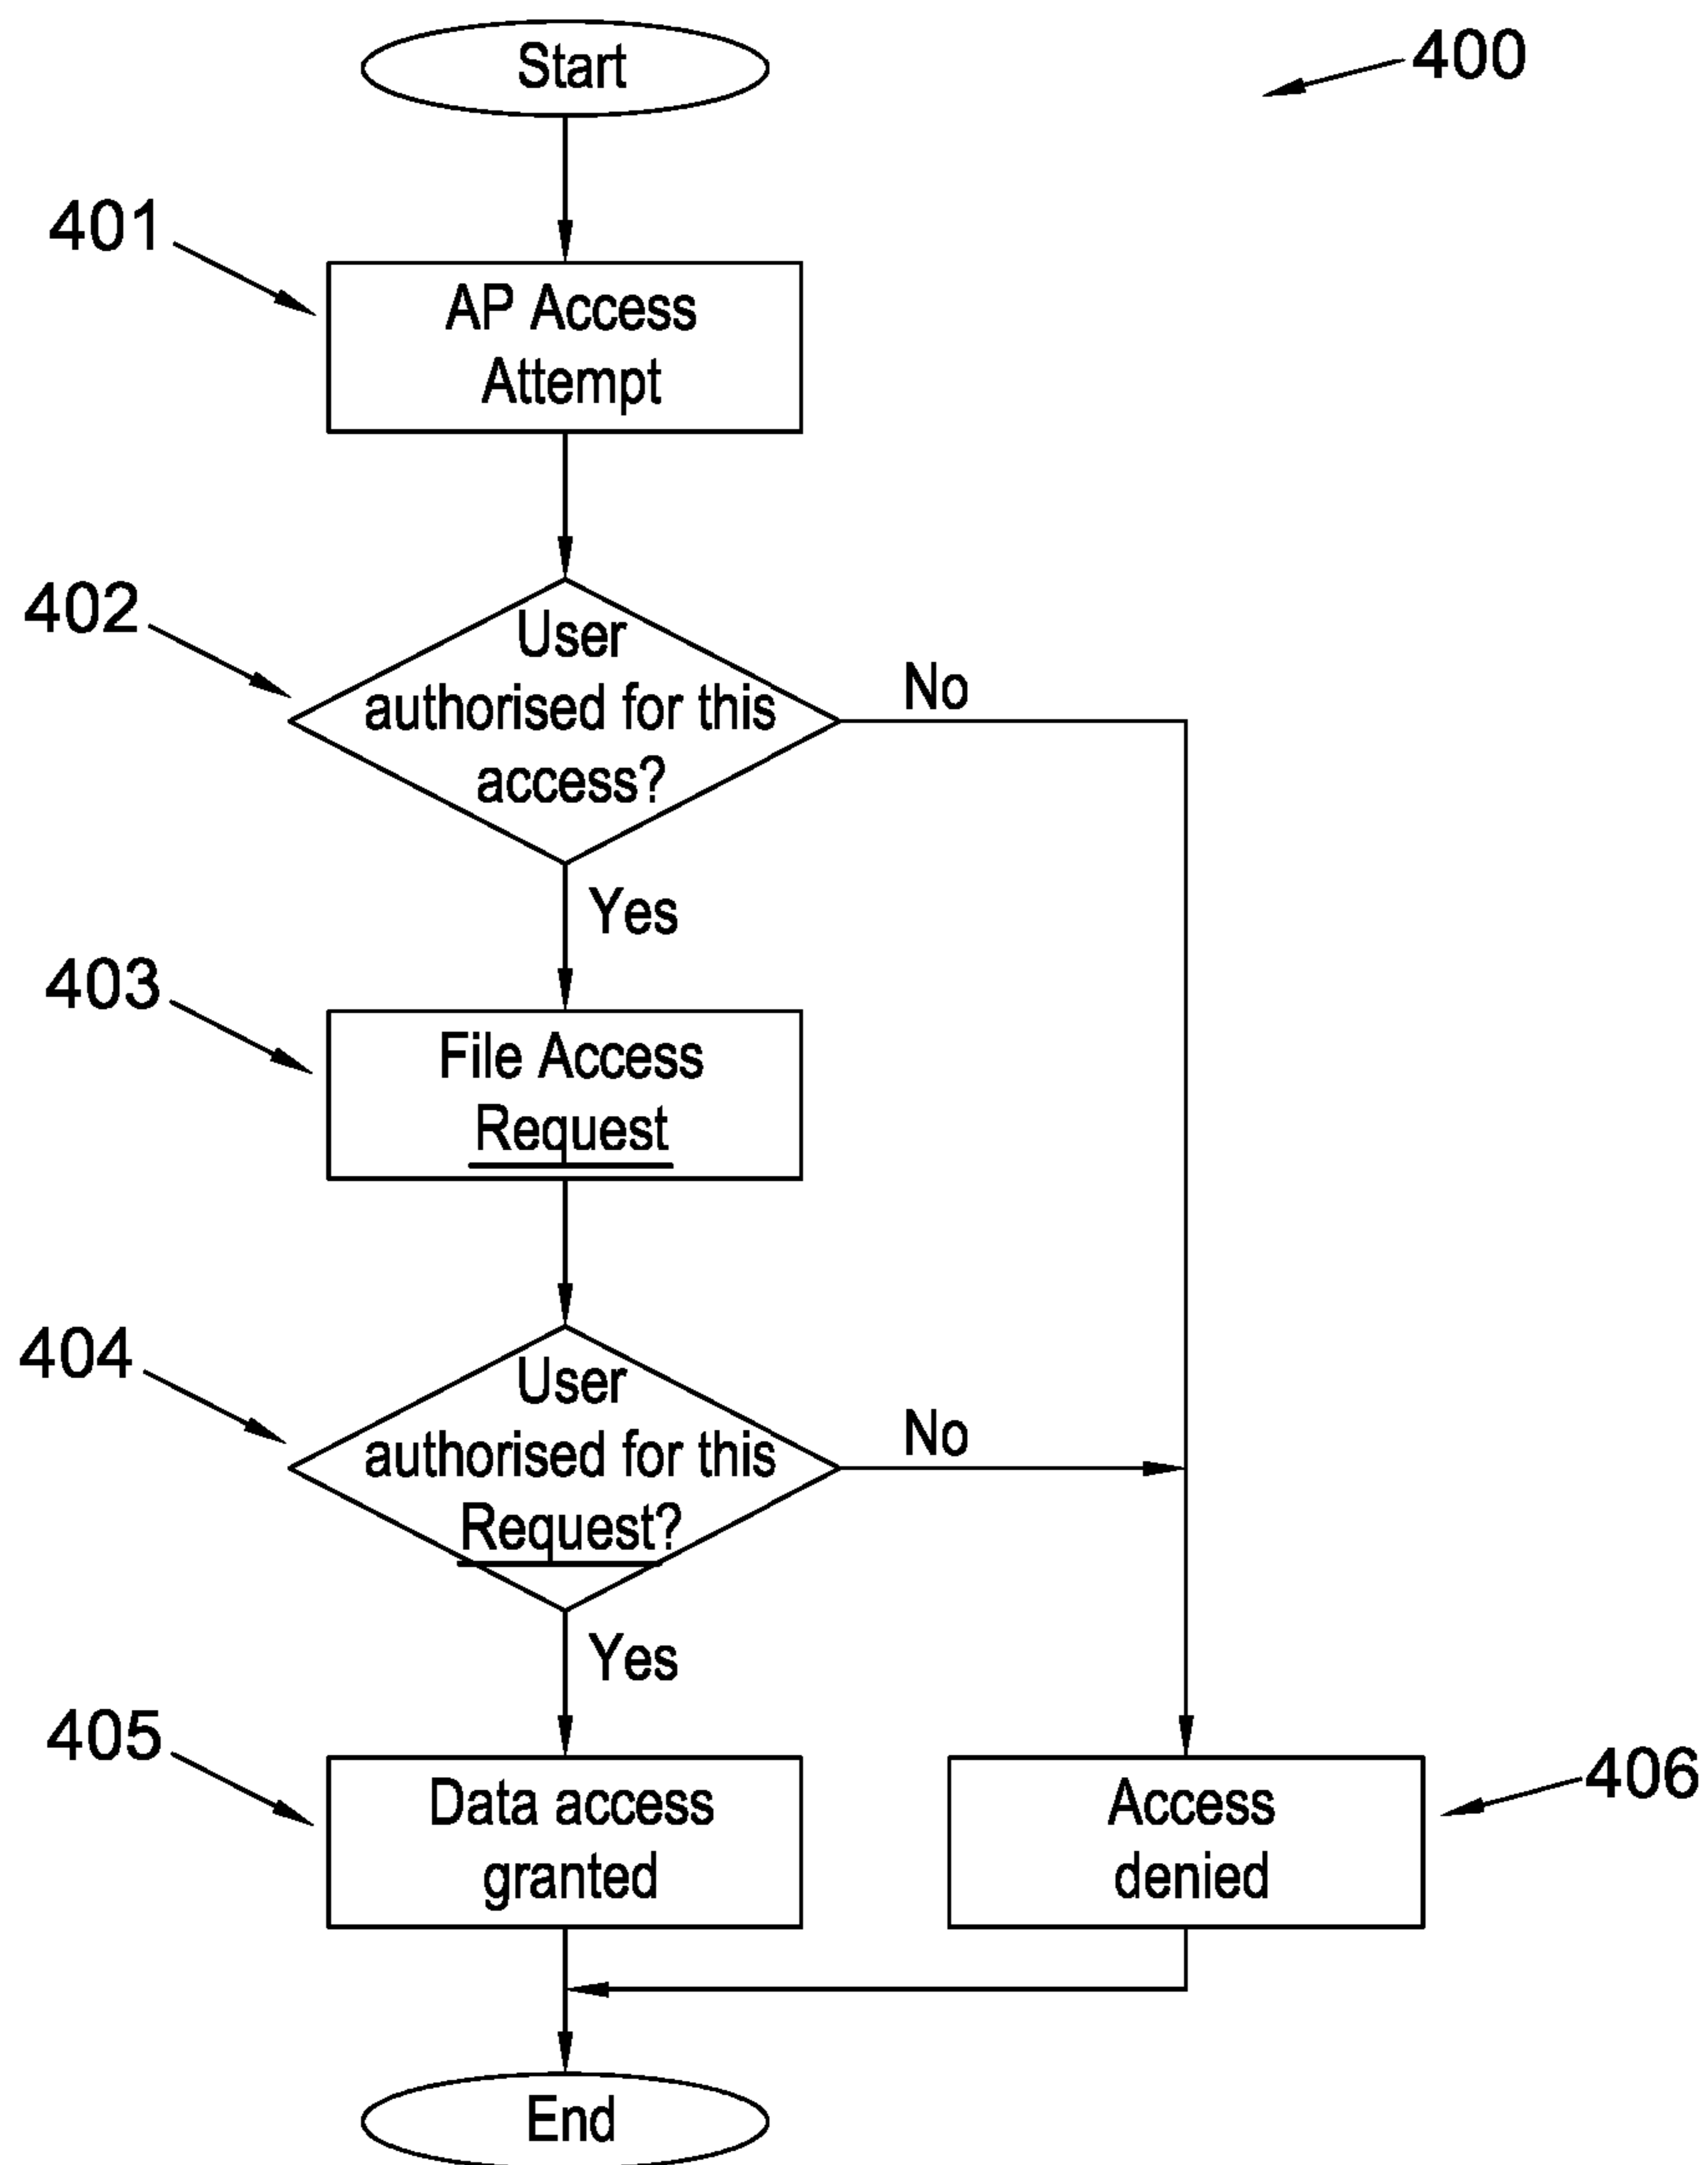 Start
400
401
AP Access
Attempt
402
User
authorised for this
access?
No
Yes
403
File Access
Request
404
User
authorised for this
Request?
No
Yes
405
Data access
granted
Access
denied
406
End